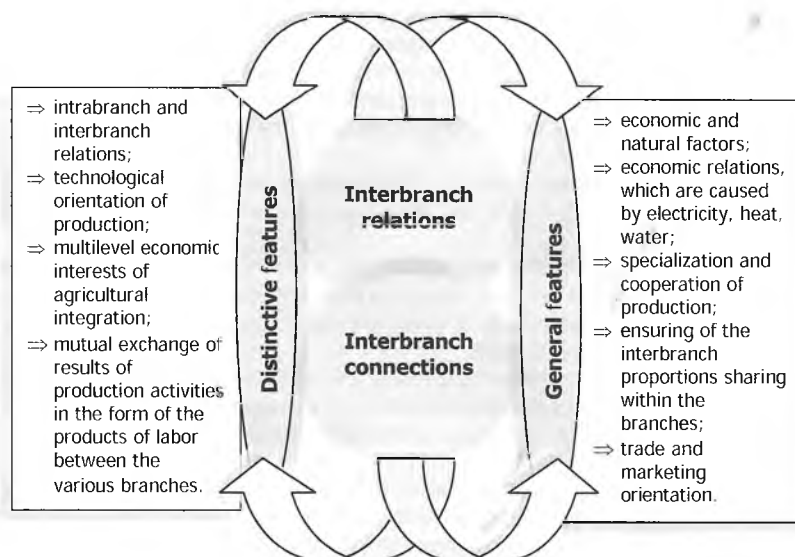 ⇒ intrabranch and
interbranch
relations;
⇒ technological
orientation of
production;
⇒ multilevel economic
interests of
agricultural
integration;
⇒ mutual exchange of
results of
production activities
in the form of the
products of labor
between the
various branches.
Distinctive features
Interbranch
relations
Interbranch
connections
General features
⇒ economic and
natural factors;
⇒ economic relations,
which are caused
by electricity, heat,
water;
⇒ specialization and
cooperation of
production;
⇒ ensuring of the
interbranch
proportions sharing
within the
branches;
⇒ trade and
marketing
orientation.